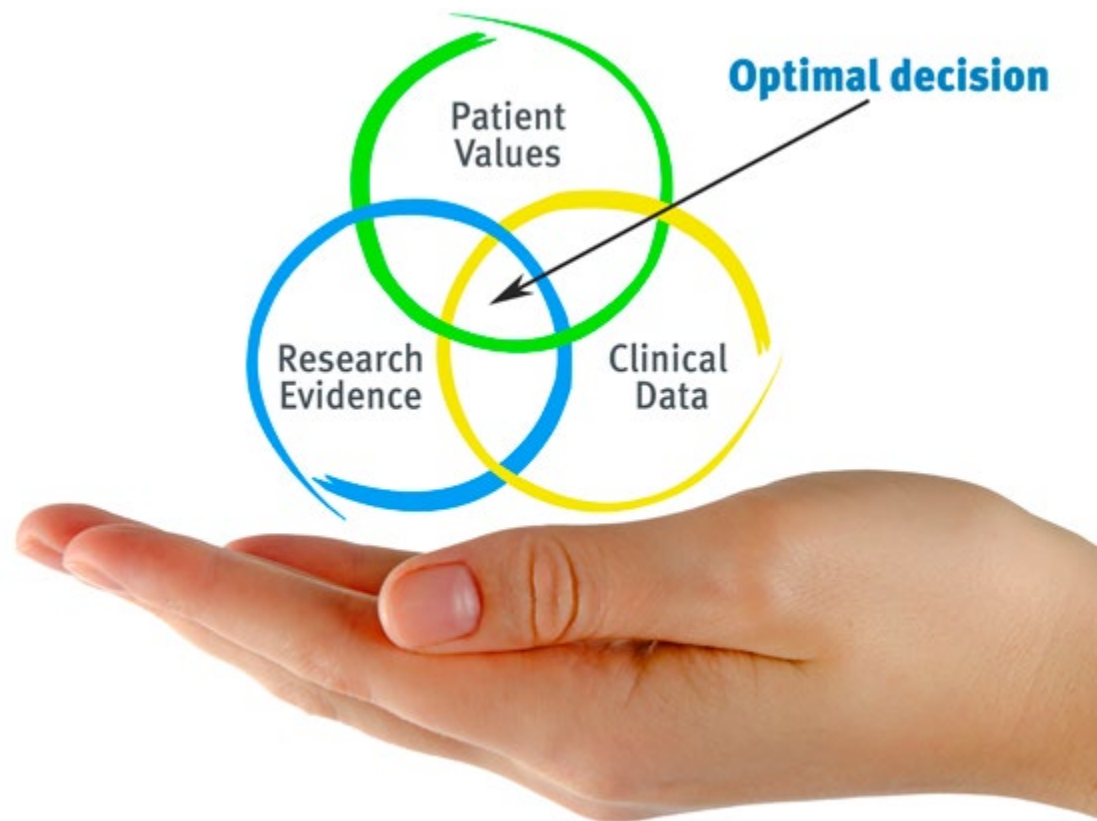 Optimal decision
Patient
Values
Research
Evidence
Clinical
Data